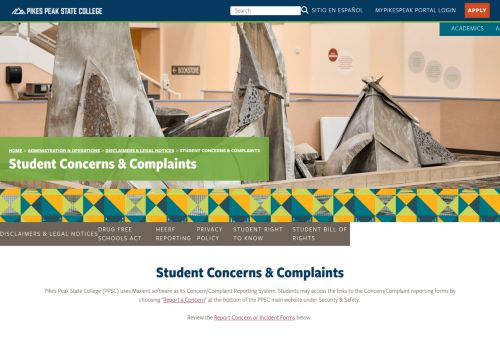 PIKES PEAK STATE COLLEGE
Search
SITIO EN ESPAÑOL
MYPIKESPEAK PORTAL LOGIN
APPLY
ACADEMICS
A
BOOKSTORE
HOME > ADMINISTRATION & OPERATIONS > DISCLAIMERS & LEGAL NOTICES > STUDENT CONCERNS & COMPLAINTS
Student Concerns & Complaints
DISCLAIMERS & LEGAL NOTICES
DRUG FREE
SCHOOLS ACT
HEERF
REPORTING
PRIVACY
POLICY
STUDENT RIGHT
TO KNOW
STUDENT BILL OF
RIGHTS
Student Concerns & Complaints
Pikes Peak State College (PPSC) uses Maxient software as its Concern/Complaint Reporting System. Students may access the links to the Concern/Complaint reporting forms by
choosing "Report a Concern" at the bottom of the PPSC main website under Security & Safety.
Review the Report Concern or Incident Forms below.